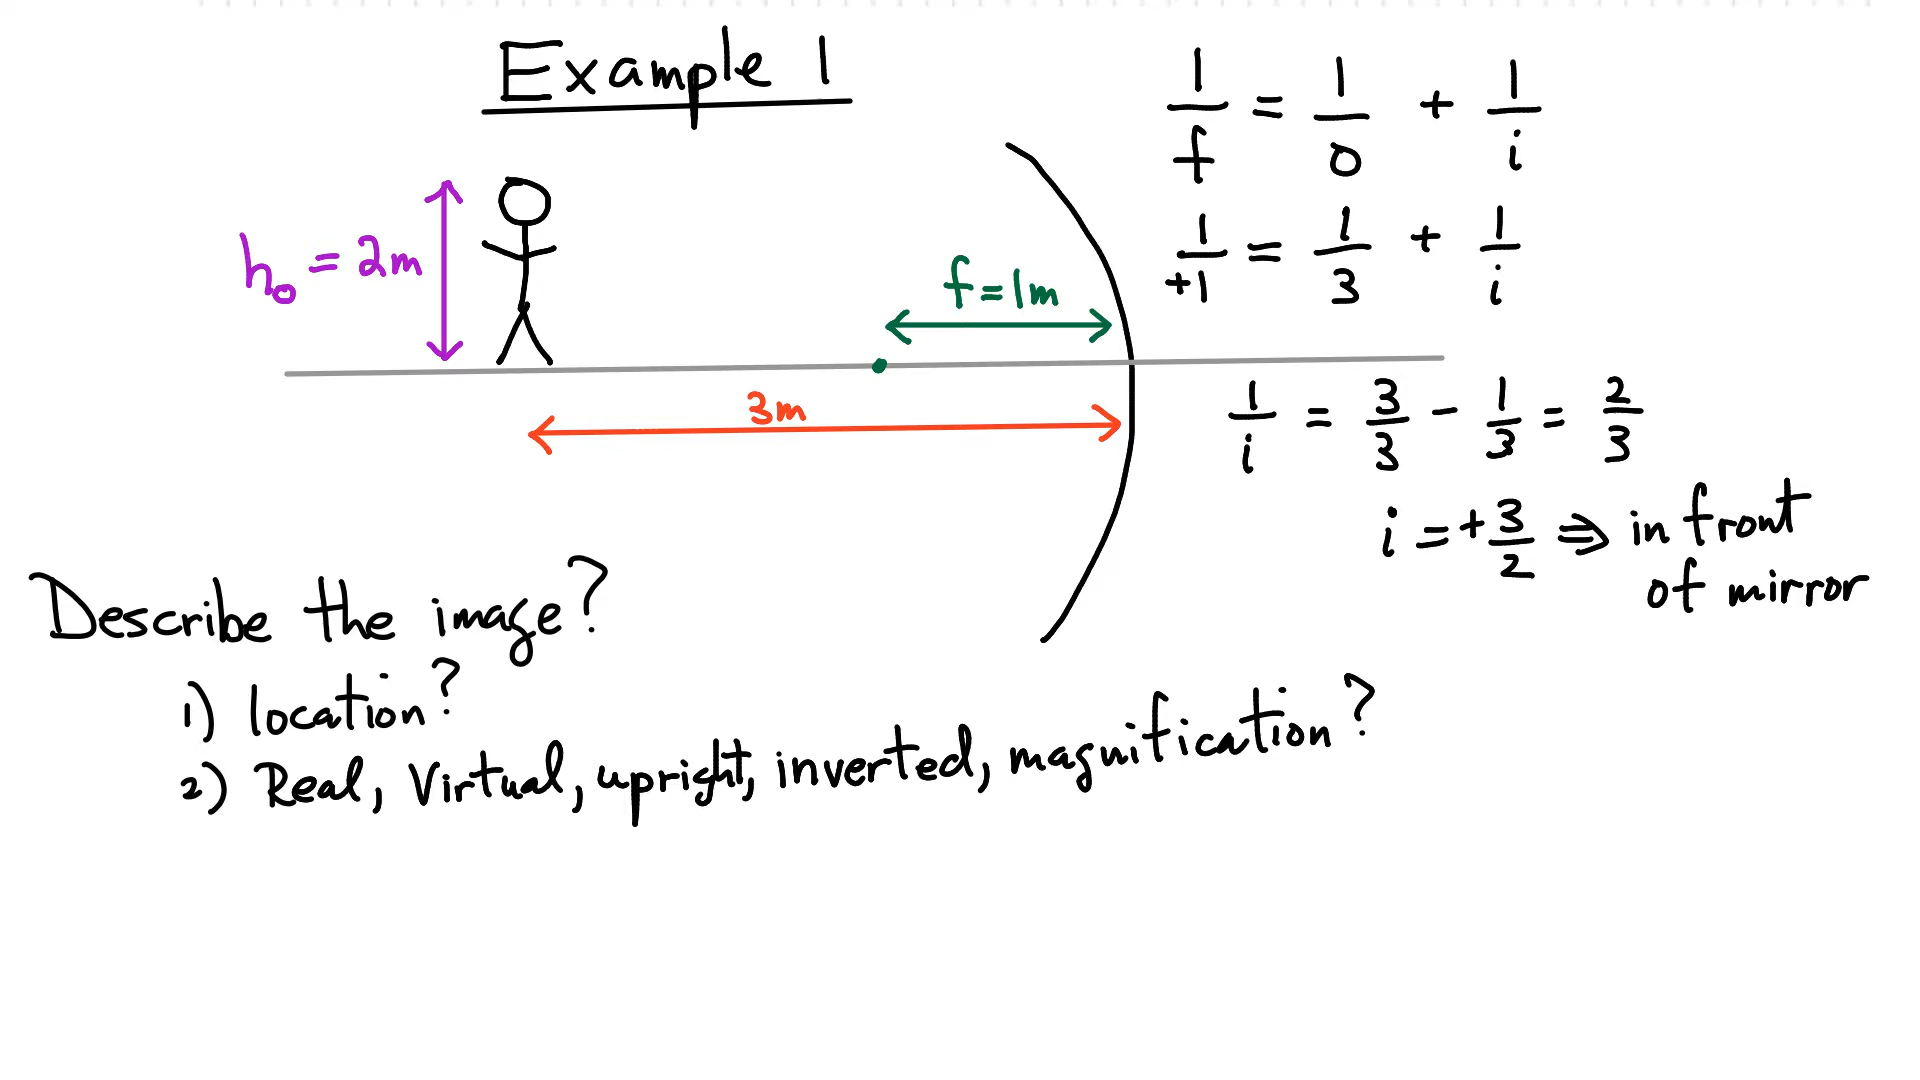 Example 1
1/f = 1/o + 1/i
h₀ = 2m
f = 1m
1/+1 = 1/3 + 1/i
3m
1/i = 3/3 - 1/3 = 2/3
i = +3/2 ⇒ in front
of mirror
Describe the image?
1) location?
2) Real, Virtual, upright, inverted, magnification?